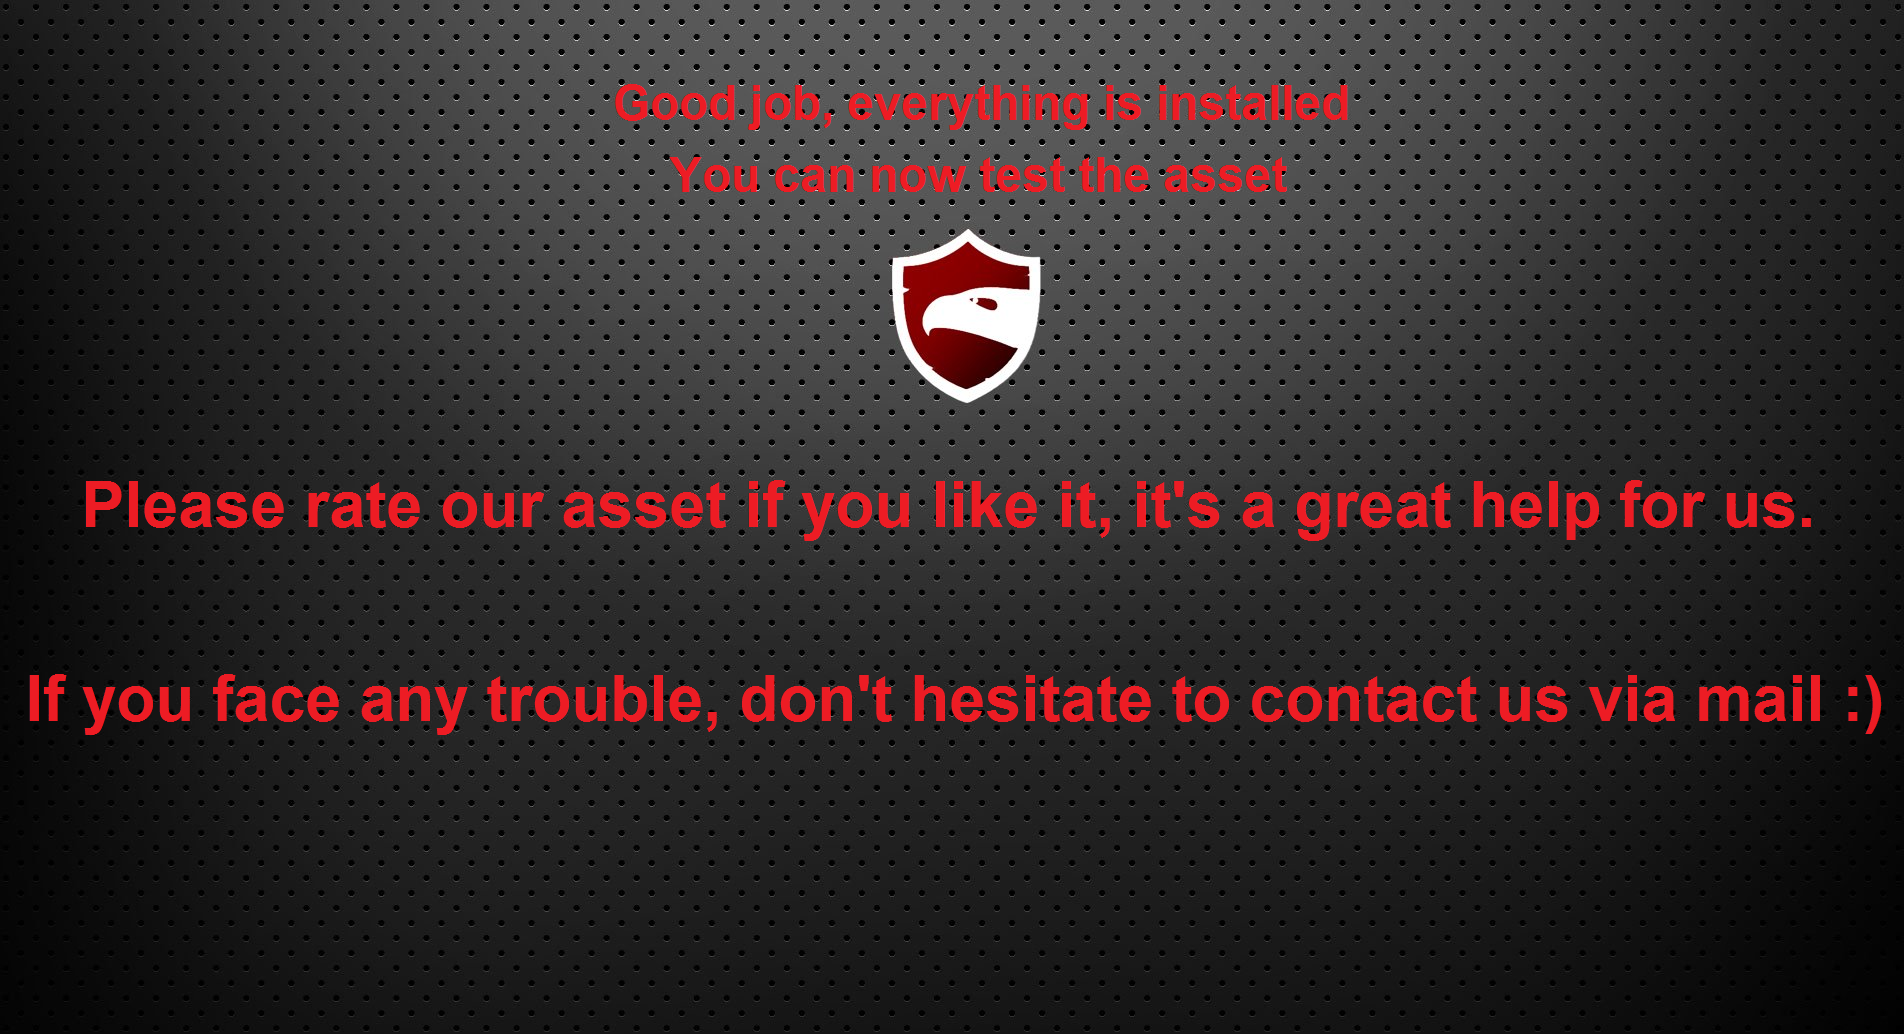 Good job, everything is installed
You can now test the asset
Please rate our asset if you like it, it's a great help for us.
If you face any trouble, don't hesitate to contact us via mail :)